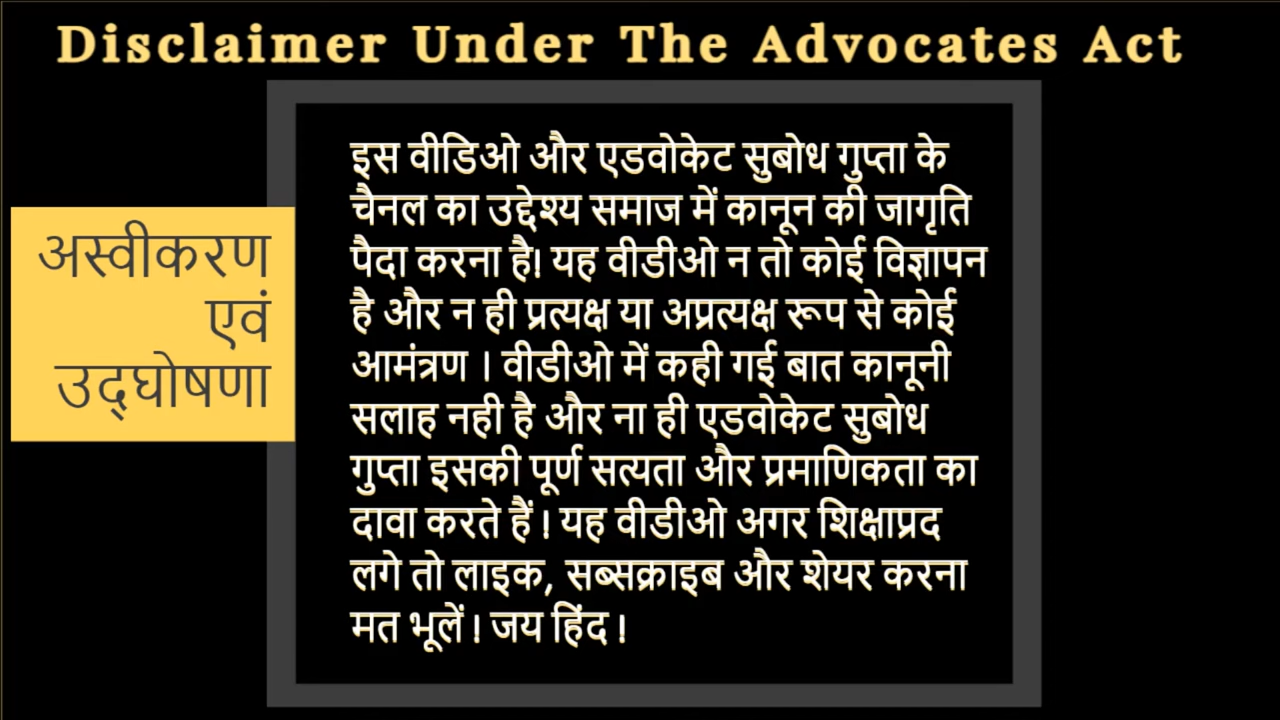 Disclaimer Under The Advocates Act
अस्वीकरण
एवं
उद्घोषणा
इस वीडिओ और एडवोकेट सुबोध गुप्ता के
चैनल का उद्देश्य समाज में कानून की जागृति
पैदा करना है! यह वीडीओ न तो कोई विज्ञापन
है और न ही प्रत्यक्ष या अप्रत्यक्ष रूप से कोई
आमंत्रण । वीडीओ में कही गई बात कानूनी
सलाह नही है और ना ही एडवोकेट सुबोध
गुप्ता इसकी पूर्ण सत्यता और प्रमाणिकता का
दावा करते हैं ! यह वीडीओ अगर शिक्षाप्रद
लगे तो लाइक, सब्सक्राइब और शेयर करना
मत भूलें ! जय हिंद !